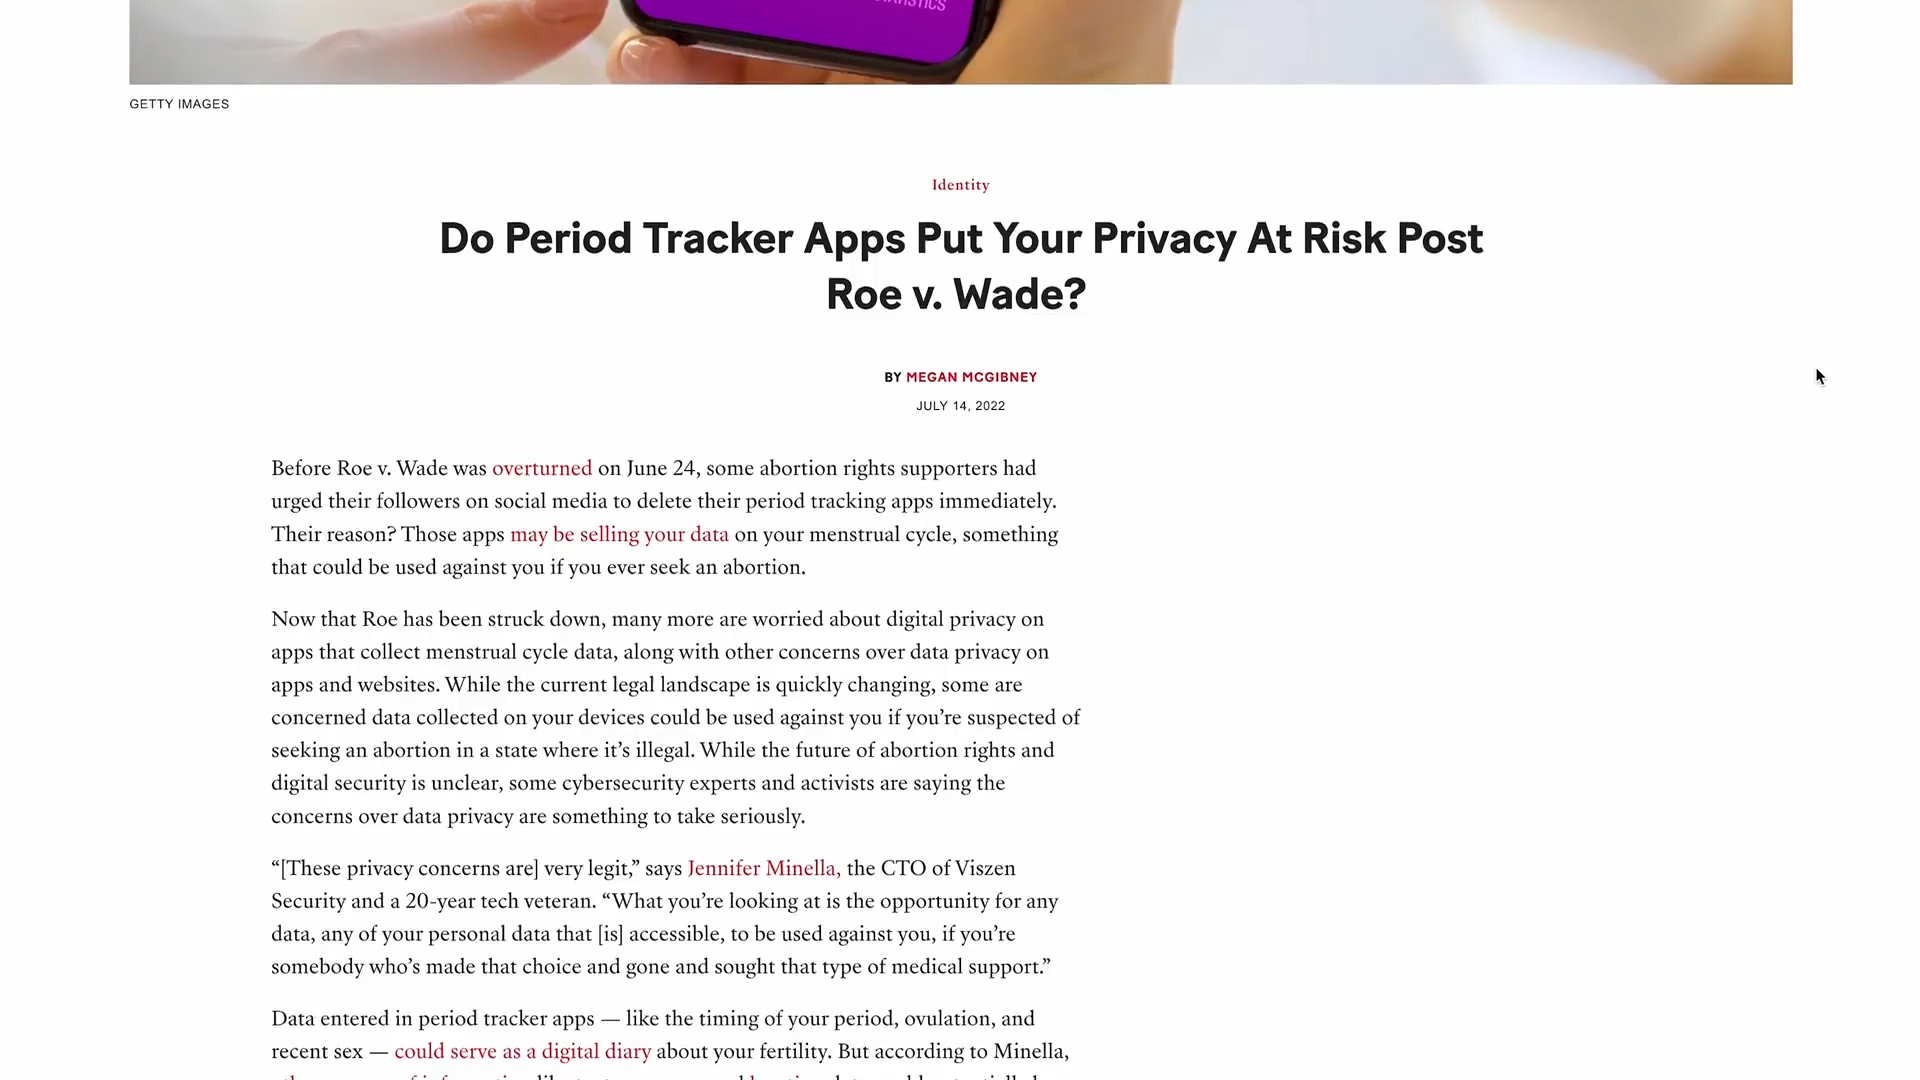 STATISTICS
GETTY IMAGES
Identity
Do Period Tracker Apps Put Your Privacy At Risk Post
Roe v. Wade?
BY MEGAN MCGIBNEY
JULY 14, 2022
Before Roe v. Wade was overturned on June 24, some abortion rights supporters had
urged their followers on social media to delete their period tracking apps immediately.
Their reason? Those apps may be selling your data on your menstrual cycle, something
that could be used against you if you ever seek an abortion.
Now that Roe has been struck down, many more are worried about digital privacy on
apps that collect menstrual cycle data, along with other concerns over data privacy on
apps and websites. While the current legal landscape is quickly changing, some are
concerned data collected on your devices could be used against you if you’re suspected of
seeking an abortion in a state where it’s illegal. While the future of abortion rights and
digital security is unclear, some cybersecurity experts and activists are saying the
concerns over data privacy are something to take seriously.
“[These privacy concerns are] very legit,” says Jennifer Minella, the CTO of Viszen
Security and a 20-year tech veteran. “What you’re looking at is the opportunity for any
data, any of your personal data that [is] accessible, to be used against you, if you’re
somebody who’s made that choice and gone and sought that type of medical support.”
Data entered in period tracker apps — like the timing of your period, ovulation, and
recent sex — could serve as a digital diary about your fertility. But according to Minella,